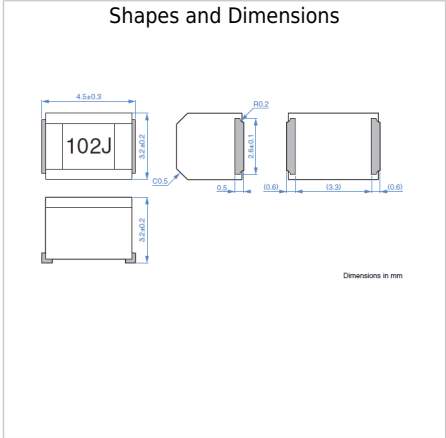 Shapes and Dimensions
4.5±0.3
102J
3.2±0.2
C0.5
R0.2
2.6±0.1
0.5
(0.6)
(3.3)
(0.6)
3.2±0.2
Dimensions in mm